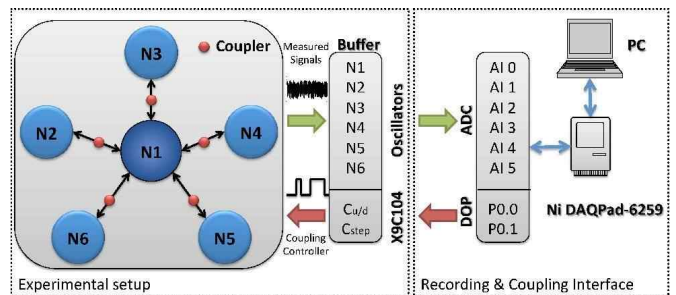 N3
Coupler
N2
N1
N4
N6
N5
Experimental setup
Measured
Signals
Coupling
Controller
Buffer
N1
N2
N3
N4
N5
N6
Cu/d
Cstep
Oscillators
X9C104
ADC
DOP
AI 0
AI 1
AI 2
AI 3
AI 4
AI 5
P0.0
P0.1
PC
Ni DAQPad-6259
Recording & Coupling Interface